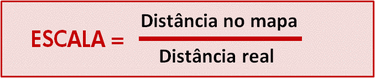 Distância no mapa
ESCALA =
Distância real